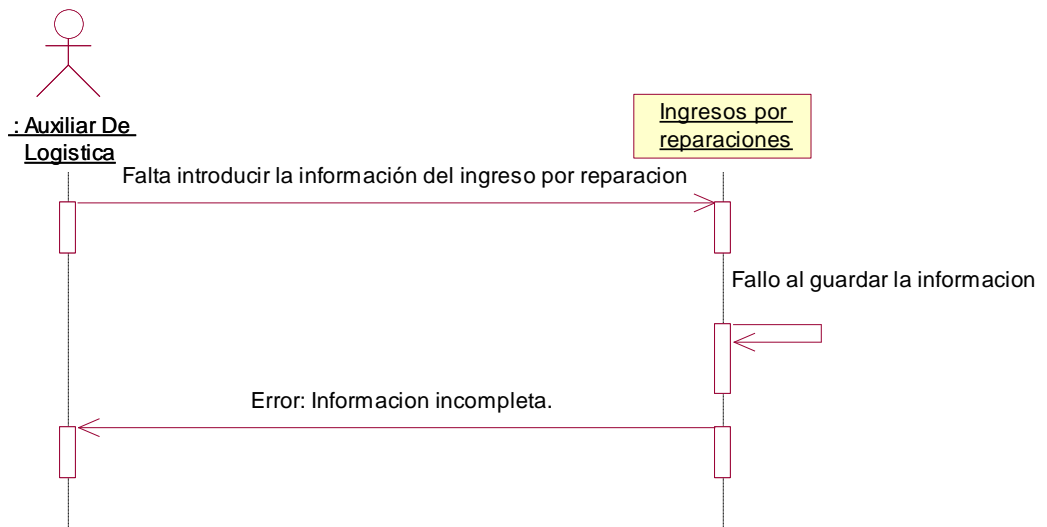 : Auxiliar De
Logistica
Ingresos por
reparaciones
Falta introducir la información del ingreso por reparacion
Fallo al guardar la informacion
Error: Informacion incompleta.